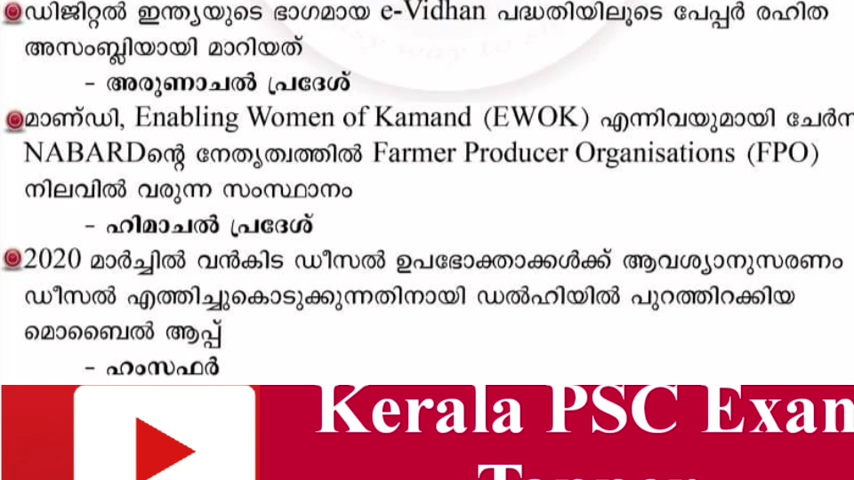 ഡിജിറ്റൽ ഇന്ത്യയുടെ ഭാഗമായ e-Vidhan പദ്ധതിയിലൂടെ പേപ്പർ രഹിത
അസംബ്ലിയായി മാറിയത്
- അരുണാചൽ പ്രദേശ്
മാണ്ഡി, Enabling Women of Kamand (EWOK) എന്നിവയുമായി ചേർന്ന
NABARDന്റെ നേതൃത്വത്തിൽ Farmer Producer Organisations (FPO)
നിലവിൽ വരുന്ന സംസ്ഥാനം
- ഹിമാചൽ പ്രദേശ്
2020 മാർച്ചിൽ വൻകിട ഡീസൽ ഉപഭോക്താക്കൾക്ക് ആവശ്യാനുസരണം
ഡീസൽ എത്തിച്ചുകൊടുക്കുന്നതിനായി ഡൽഹിയിൽ പുറത്തിറക്കിയ
മൊബൈൽ ആപ്പ്
- ഹംസഫർ
Kerala PSC Exam